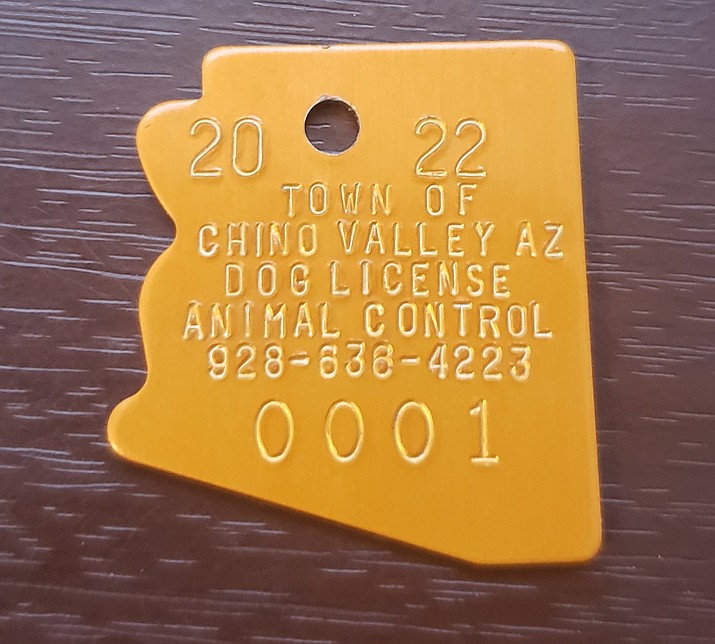 20 22
TOWN OF
CHINO VALLEY AZ
DOG LICENSE
ANIMAL CONTROL
928-636-4223
0001